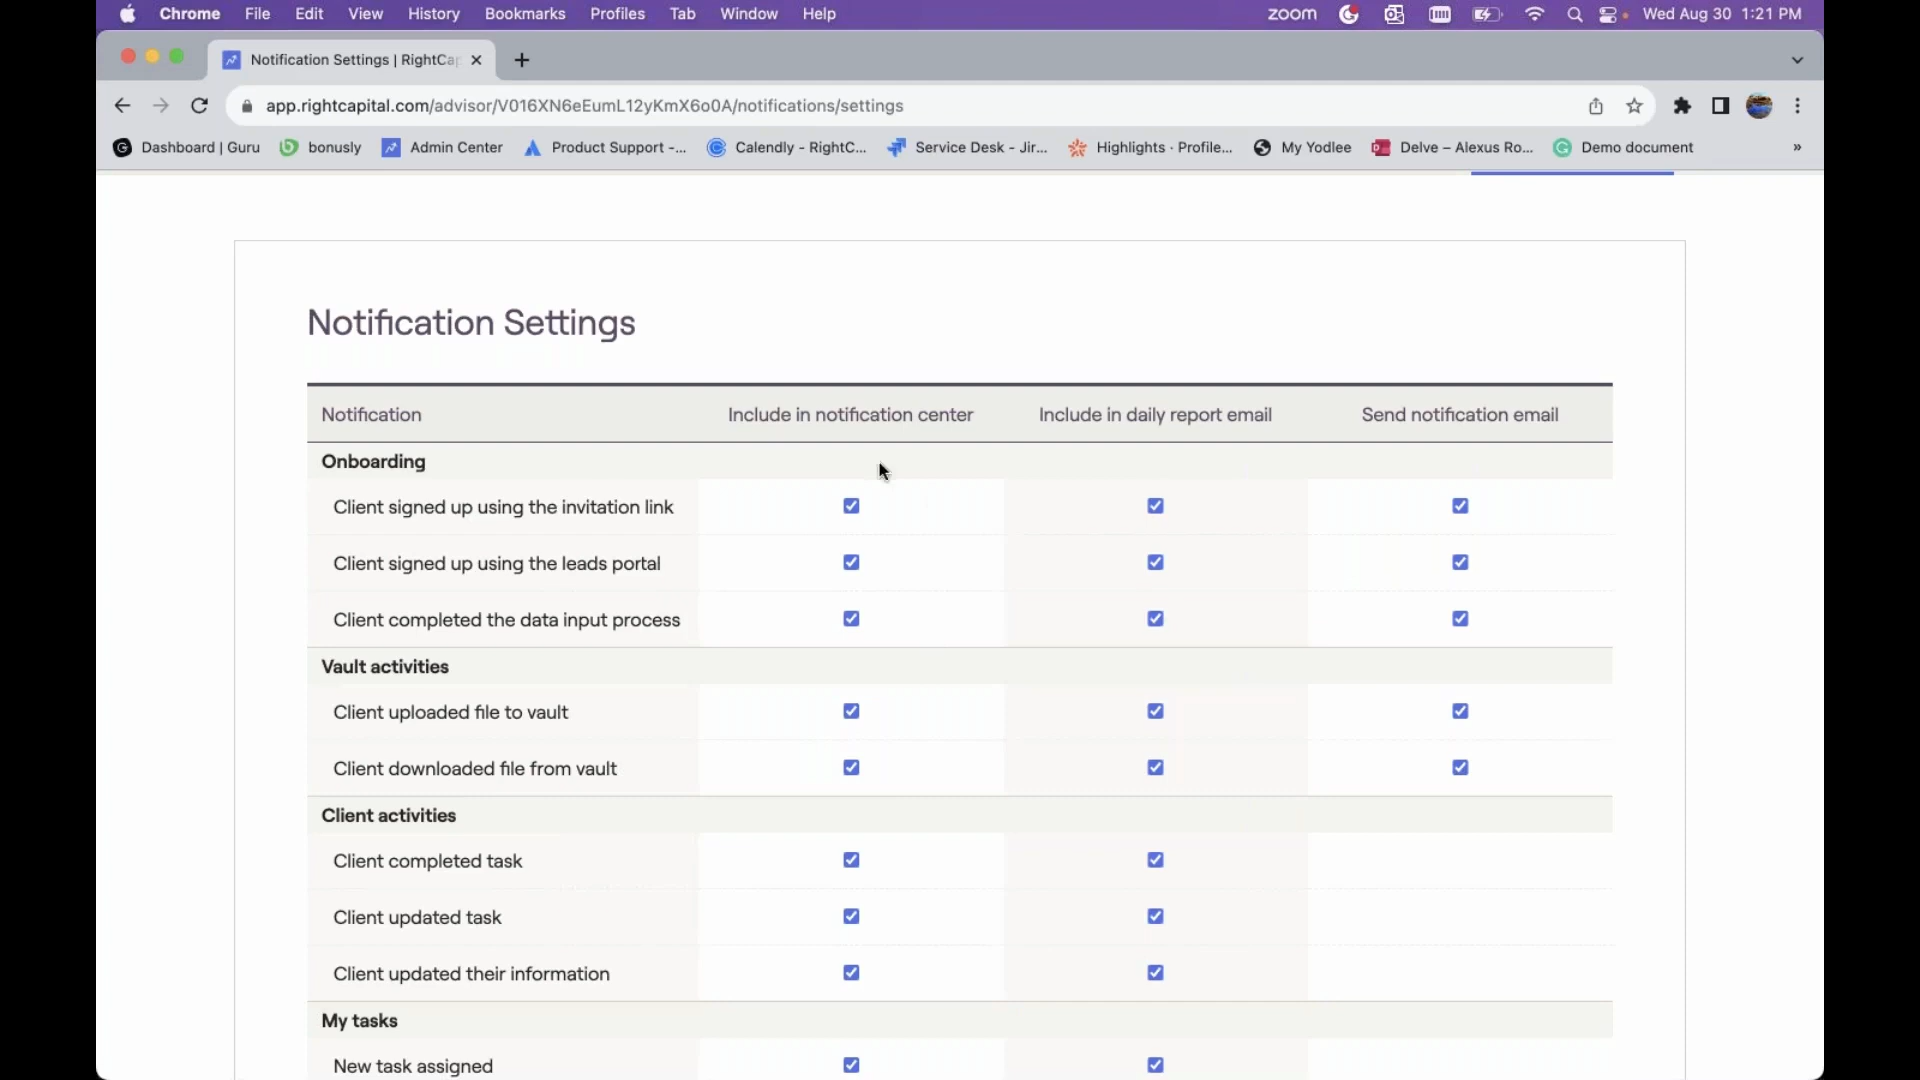 Chrome File Edit View History Bookmarks Profiles Tab Window Help zoom Wed Aug 30 1:21 PM
Notification Settings | RightCap
app.rightcapital.com/advisor/V016XN6eEumL12yKmX6o0A/notifications/settings
Dashboard | Guru bonusly Admin Center Product Support -... Calendly - RightC... Service Desk - Jir... Highlights · Profile... My Yodlee Delve – Alexus Ro... Demo document »
Notification Settings
Notification Include in notification center Include in daily report email Send notification email
Onboarding
Client signed up using the invitation link
Client signed up using the leads portal
Client completed the data input process
Vault activities
Client uploaded file to vault
Client downloaded file from vault
Client activities
Client completed task
Client updated task
Client updated their information
My tasks
New task assigned